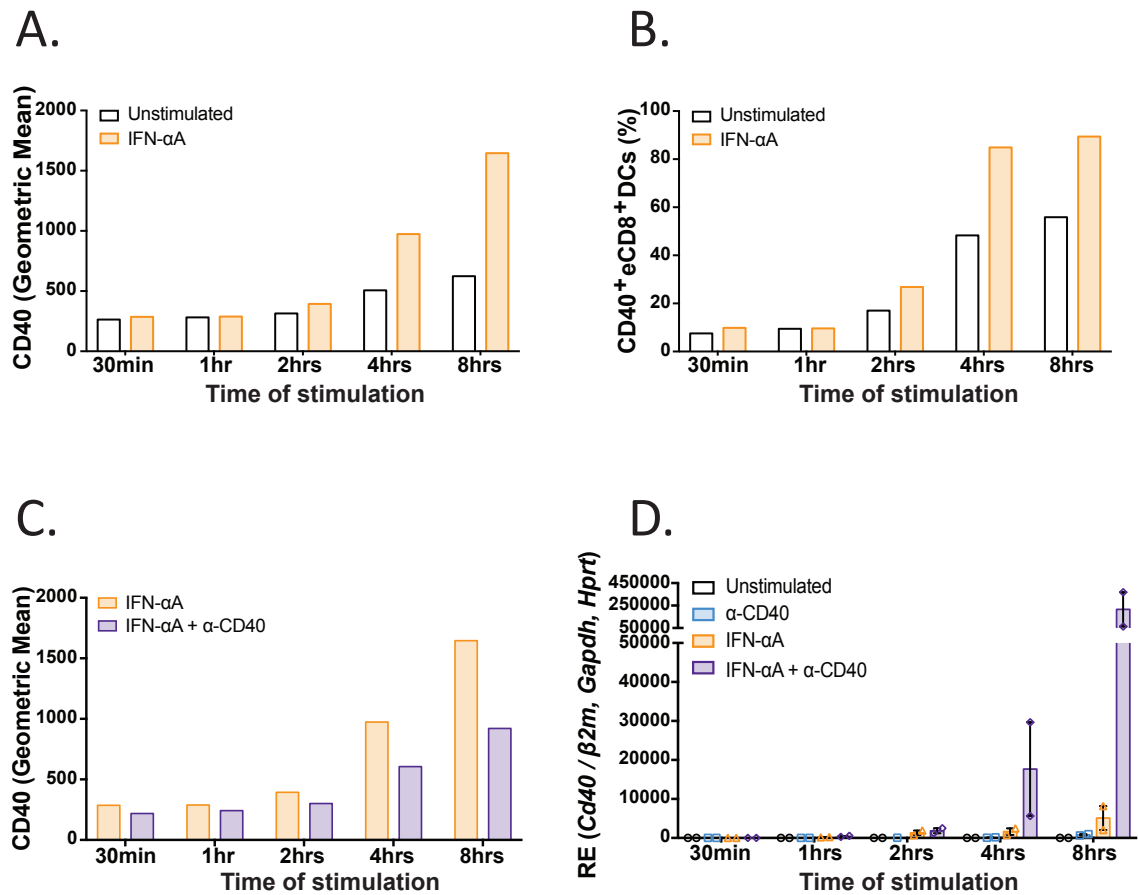 A.
CD40 (Geometric Mean)
2000
1500
1000
500
0
Unstimulated
IFN-αA
30min 1hr 2hrs 4hrs 8hrs
Time of stimulation
B.
CD40⁺eCD8⁺DCs (%)
100
80
60
40
20
0
Unstimulated
IFN-αA
30min 1hr 2hrs 4hrs 8hrs
Time of stimulation
C.
CD40 (Geometric Mean)
2000
1500
1000
500
0
IFN-αA
IFN-αA + α-CD40
30min 1hr 2hrs 4hrs 8hrs
Time of stimulation
D.
RE (Cd40 / β2m, Gapdh, Hprt)
450000
250000
50000
40000
30000
20000
10000
0
Unstimulated
α-CD40
IFN-αA
IFN-αA + α-CD40
30min 1hrs 2hrs 4hrs 8hrs
Time of stimulation